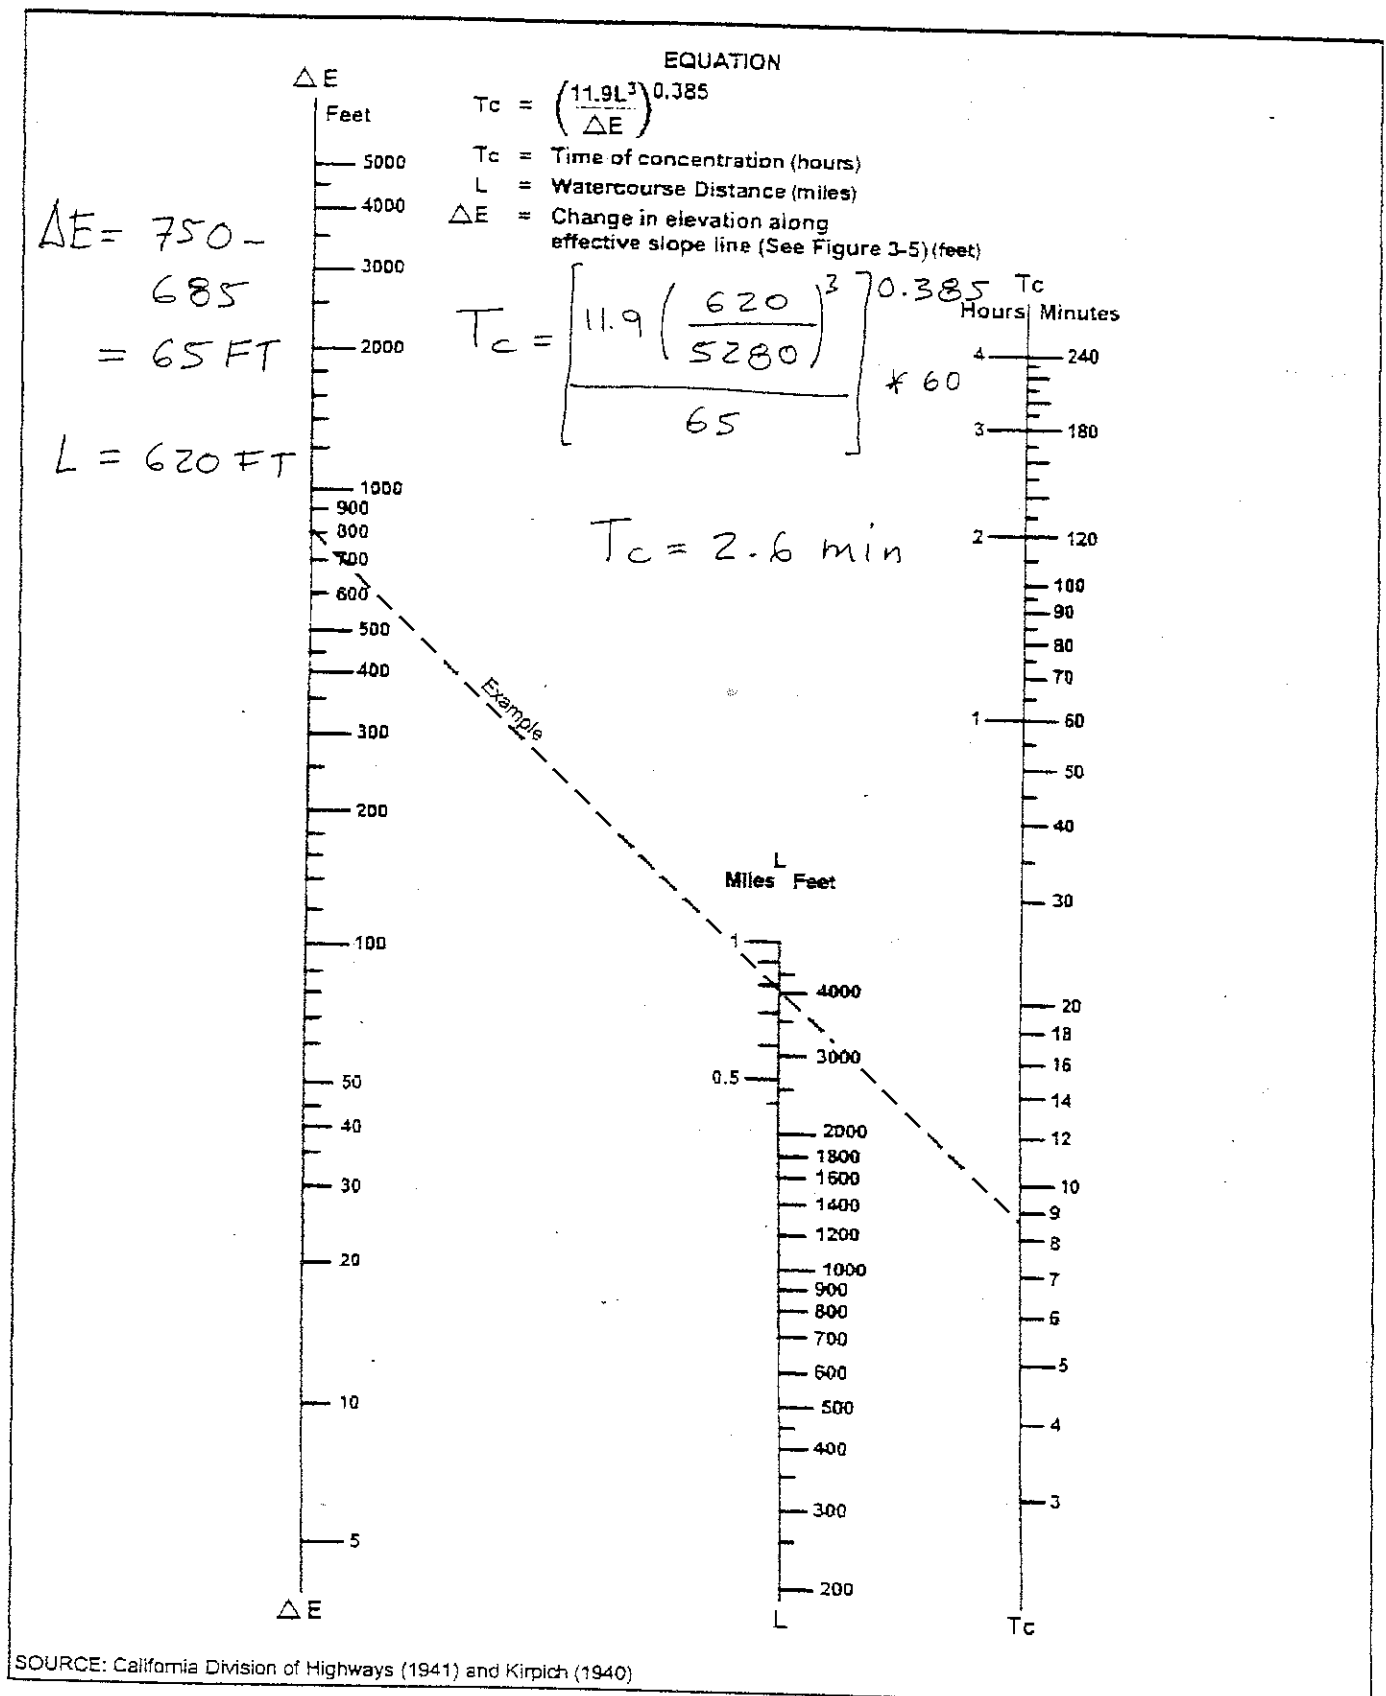 EQUATION
Tc = (11.9L³ / ΔE)^0.385
Tc = Time of concentration (hours)
L = Watercourse Distance (miles)
ΔE = Change in elevation along
effective slope line (See Figure 3-5) (feet)
ΔE
Feet
5000
4000
3000
2000
1000
900
800
700
600
500
400
300
200
100
50
40
30
20
10
5
ΔE
ΔE = 750 -
685
= 65 FT
L = 620 FT
Tc = [11.9 (620 / 5280)³ / 65]^0.385 * 60
Tc = 2.6 min
Example
L
Miles Feet
1
4000
3000
0.5
2000
1800
1600
1400
1200
1000
900
800
700
600
500
400
300
200
L
Tc
Hours Minutes
4 240
3 180
2 120
100
90
80
70
1 60
50
40
30
20
18
16
14
12
10
9
8
7
6
5
4
3
Tc
SOURCE: California Division of Highways (1941) and Kirpich (1940)